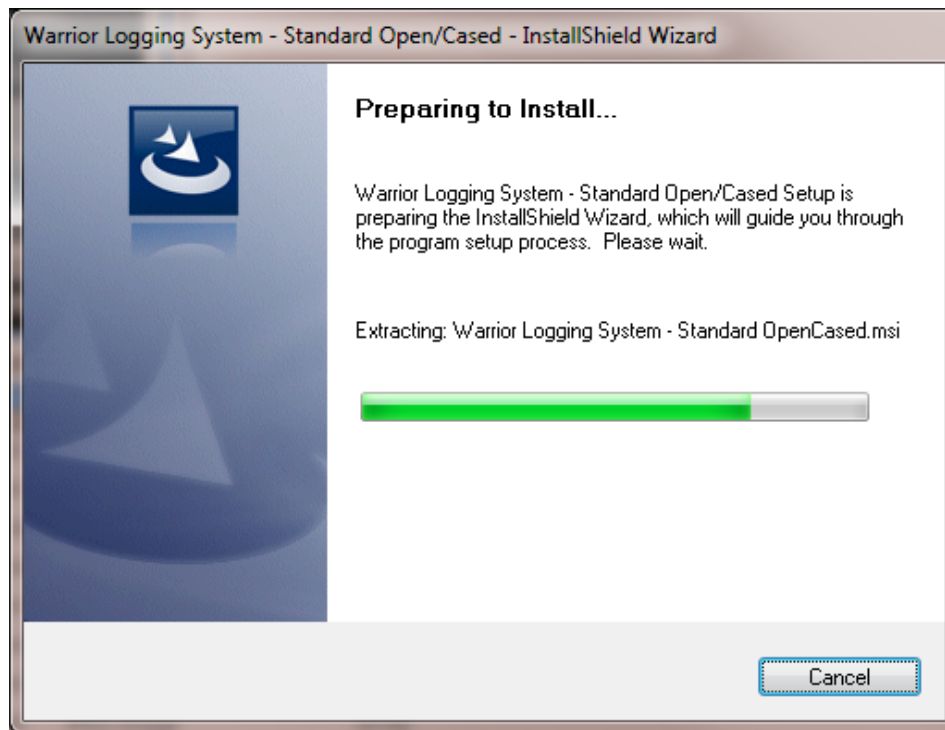 Warrior Logging System - Standard Open/Cased - InstallShield Wizard
Preparing to Install...
Warrior Logging System - Standard Open/Cased Setup is
preparing the InstallShield Wizard, which will guide you through
the program setup process.  Please wait.
Extracting: Warrior Logging System - Standard OpenCased.msi
Cancel